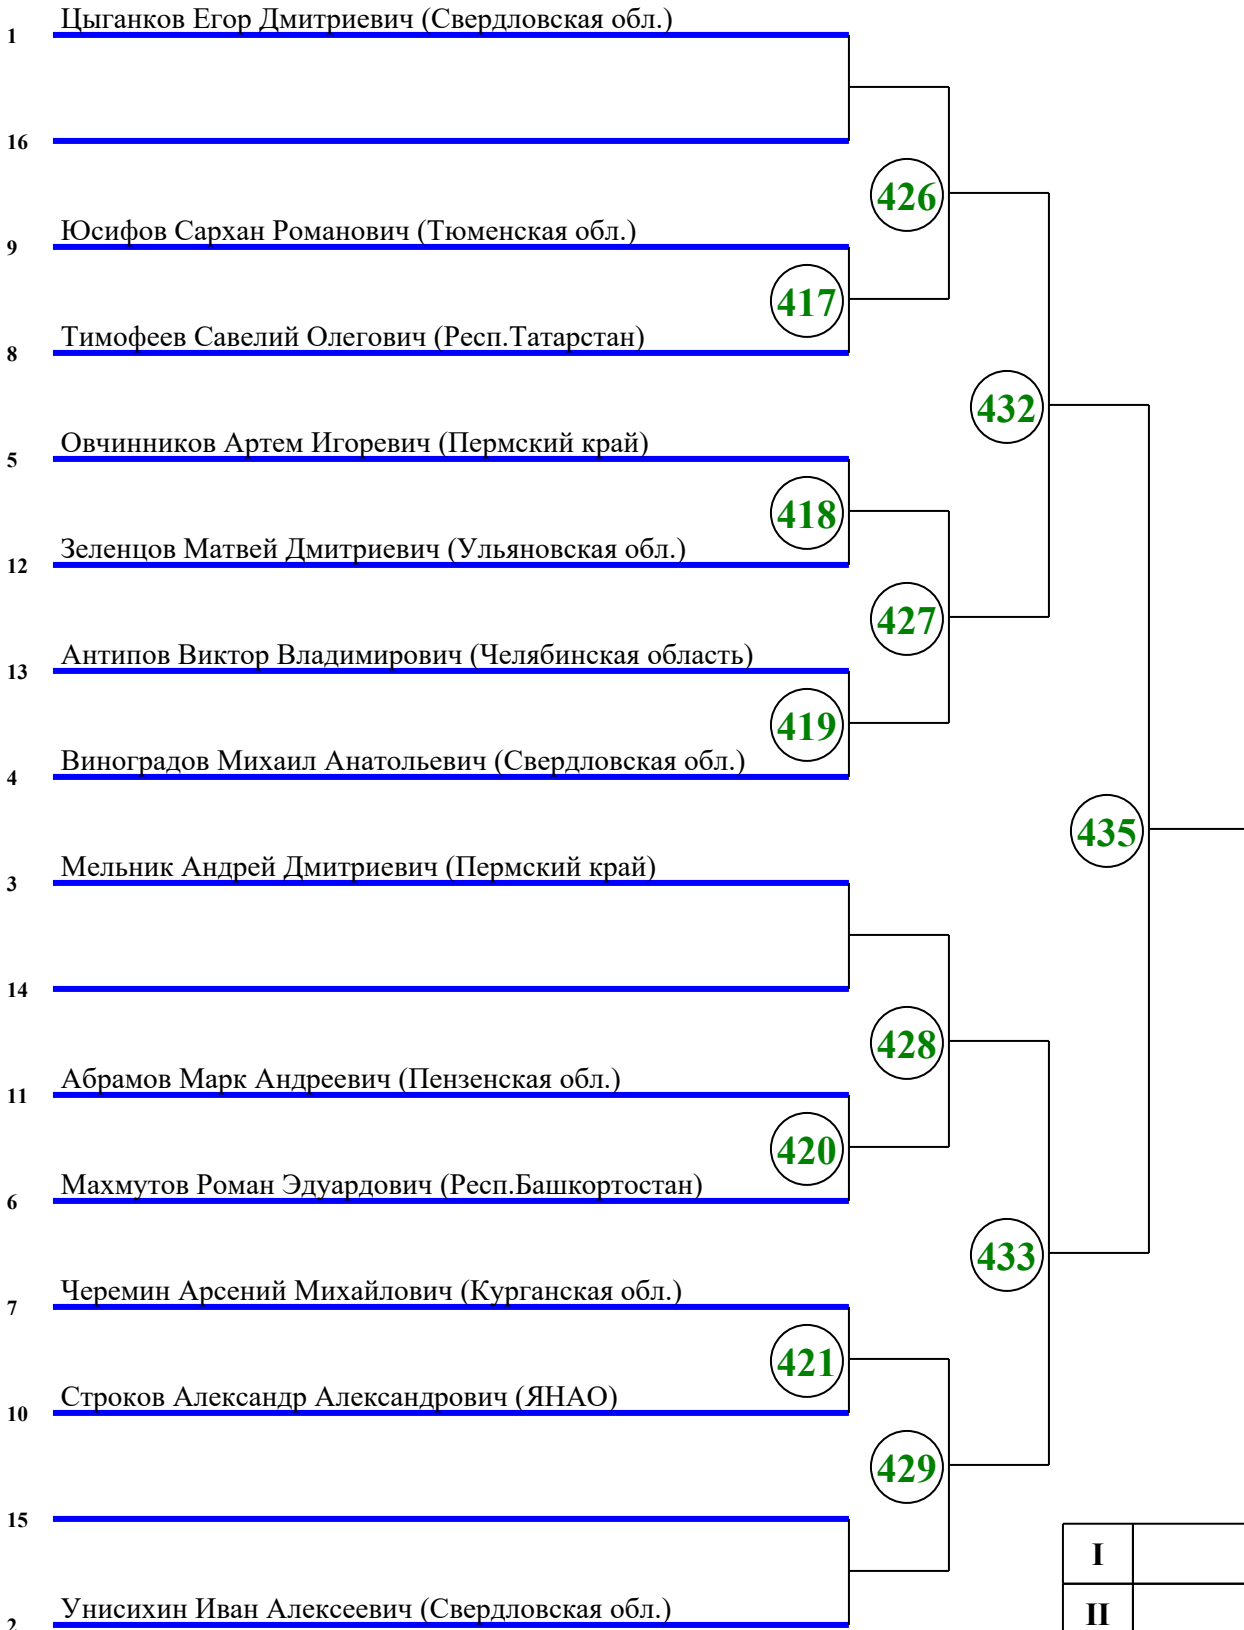 Цыганков Егор Дмитриевич (Свердловская обл.)
1
16
426
Юсифов Сархан Романович (Тюменская обл.)
9
417
Тимофеев Савелий Олегович (Респ.Татарстан)
8
432
Овчинников Артем Игоревич (Пермский край)
5
418
Зеленцов Матвей Дмитриевич (Ульяновская обл.)
12
427
Антипов Виктор Владимирович (Челябинская область)
13
419
Виноградов Михаил Анатольевич (Свердловская обл.)
4
435
Мельник Андрей Дмитриевич (Пермский край)
3
14
428
Абрамов Марк Андреевич (Пензенская обл.)
11
420
Махмутов Роман Эдуардович (Респ.Башкортостан)
6
433
Черемин Арсений Михайлович (Курганская обл.)
7
421
Строков Александр Александрович (ЯНАО)
10
429
15
I
Унисихин Иван Алексеевич (Свердловская обл.)
2
II